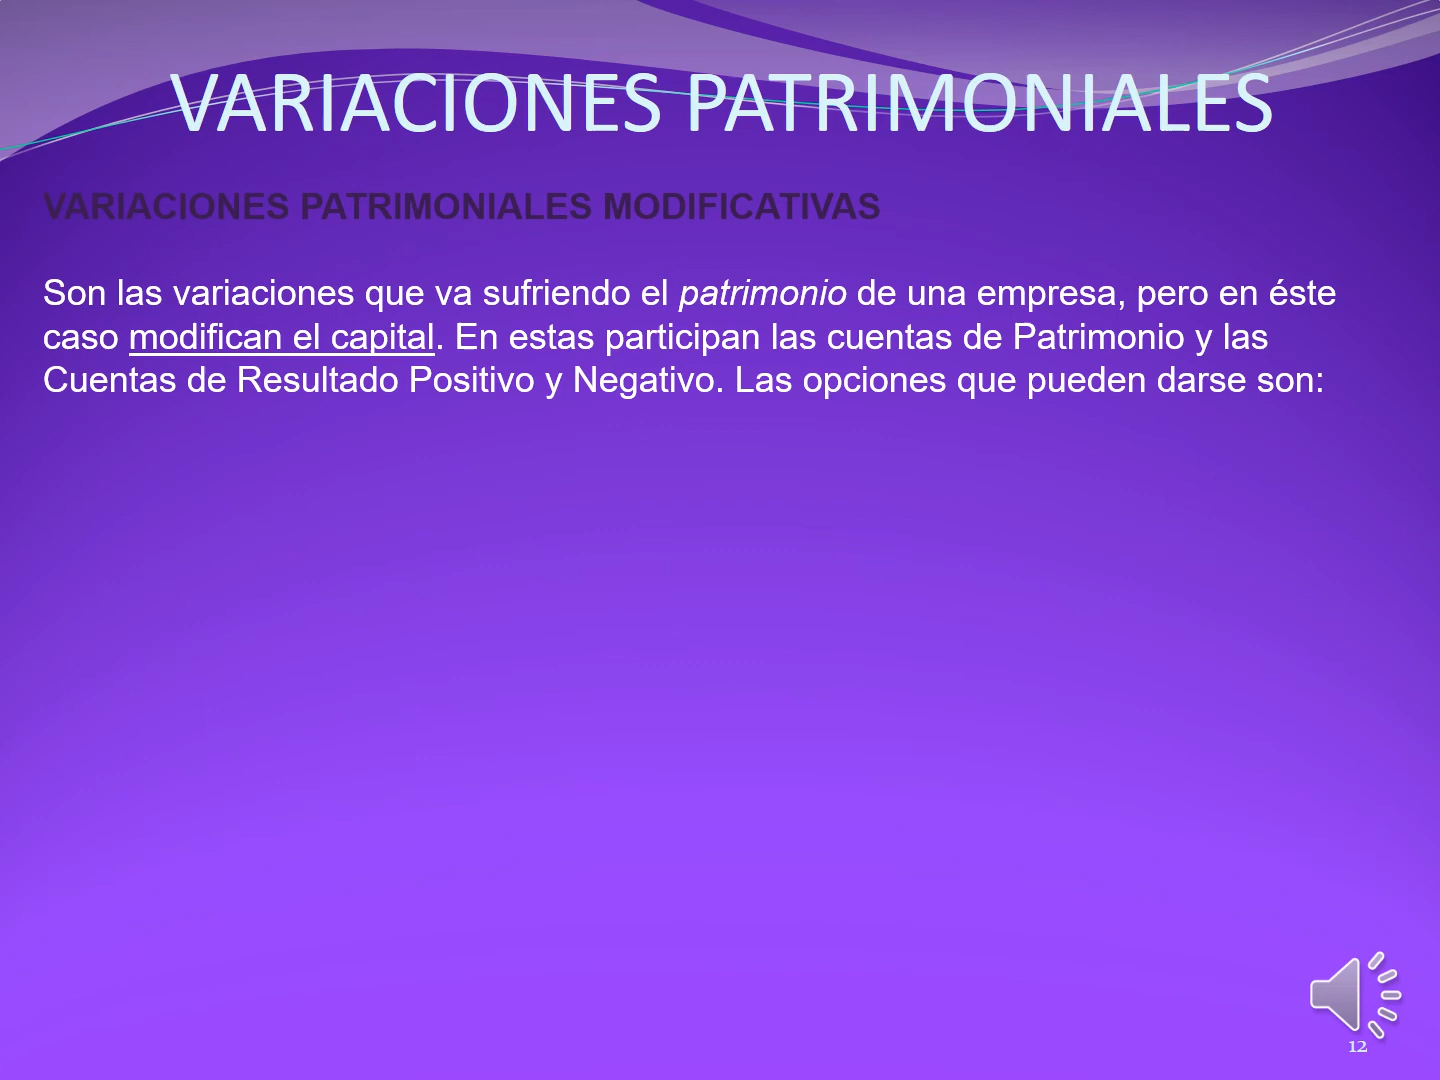 VARIACIONES PATRIMONIALES
VARIACIONES PATRIMONIALES MODIFICATIVAS
Son las variaciones que va sufriendo el patrimonio de una empresa, pero en éste
caso modifican el capital. En estas participan las cuentas de Patrimonio y las
Cuentas de Resultado Positivo y Negativo. Las opciones que pueden darse son:
12